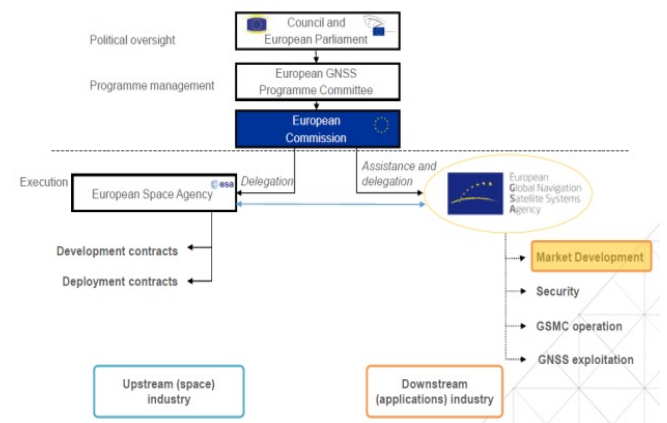 Political oversight
Council and
European Parliament
Programme management
European GNSS
Programme Committee
European
Commission
Execution
European Space Agency
esa
Delegation
Assistance and
delegation
European
Global Navigation
Satellite Systems
Agency
Development contracts
Deployment contracts
Market Development
Security
GSMC operation
GNSS exploitation
Upstream (space)
industry
Downstream
(applications) industry